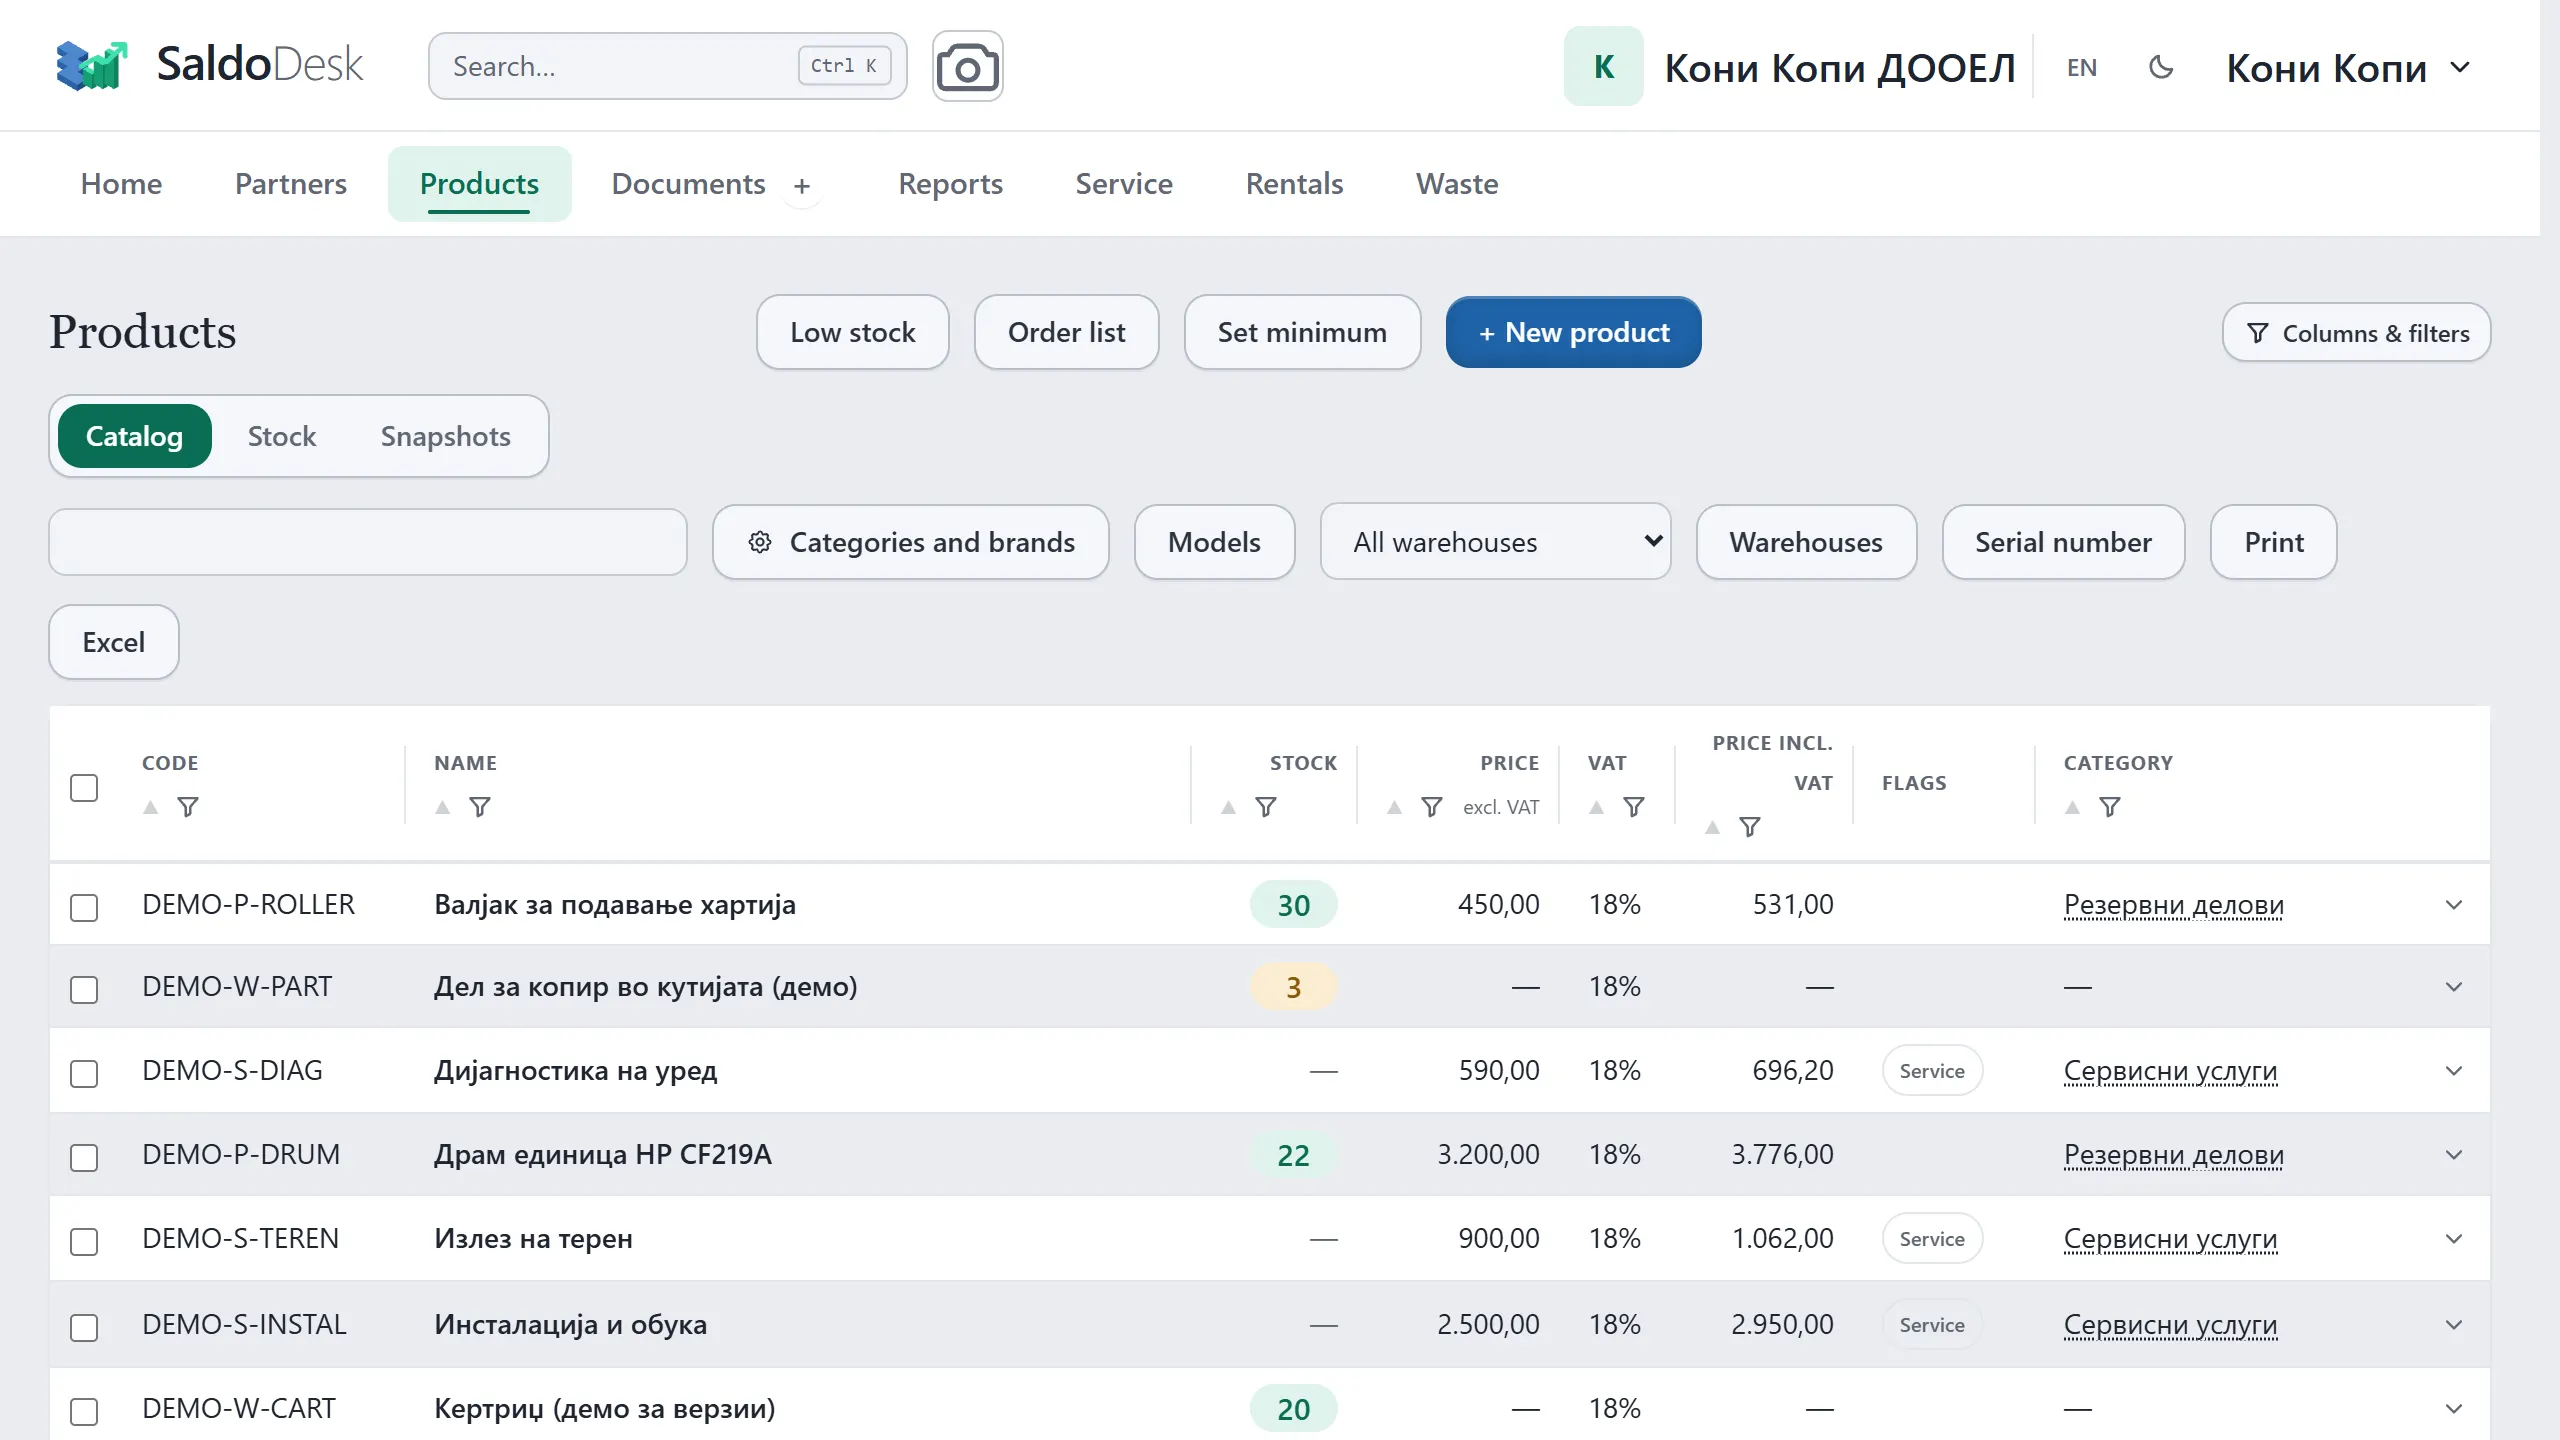 SaldoDesk
Search... Ctrl K
К Кони Копи ДООЕЛ EN Кони Копи
Home Partners Products Documents + Reports Service Rentals Waste
Products Low stock Order list Set minimum + New product Columns & filters
Catalog Stock Snapshots
Categories and brands Models All warehouses Warehouses Serial number Print
Excel
CODE NAME STOCK PRICE excl. VAT VAT PRICE INCL. VAT FLAGS CATEGORY
DEMO-P-ROLLER Валјак за подавање хартија 30 450,00 18% 531,00 Резервни делови
DEMO-W-PART Дел за копир во кутијата (демо) 3 — 18% — —
DEMO-S-DIAG Дијагностика на уред — 590,00 18% 696,20 Service Сервисни услуги
DEMO-P-DRUM Драм единица HP CF219A 22 3.200,00 18% 3.776,00 Резервни делови
DEMO-S-TEREN Излез на терен — 900,00 18% 1.062,00 Service Сервисни услуги
DEMO-S-INSTAL Инсталација и обука — 2.500,00 18% 2.950,00 Service Сервисни услуги
DEMO-W-CART Кертриџ (демо за верзии) 20 — 18% — —